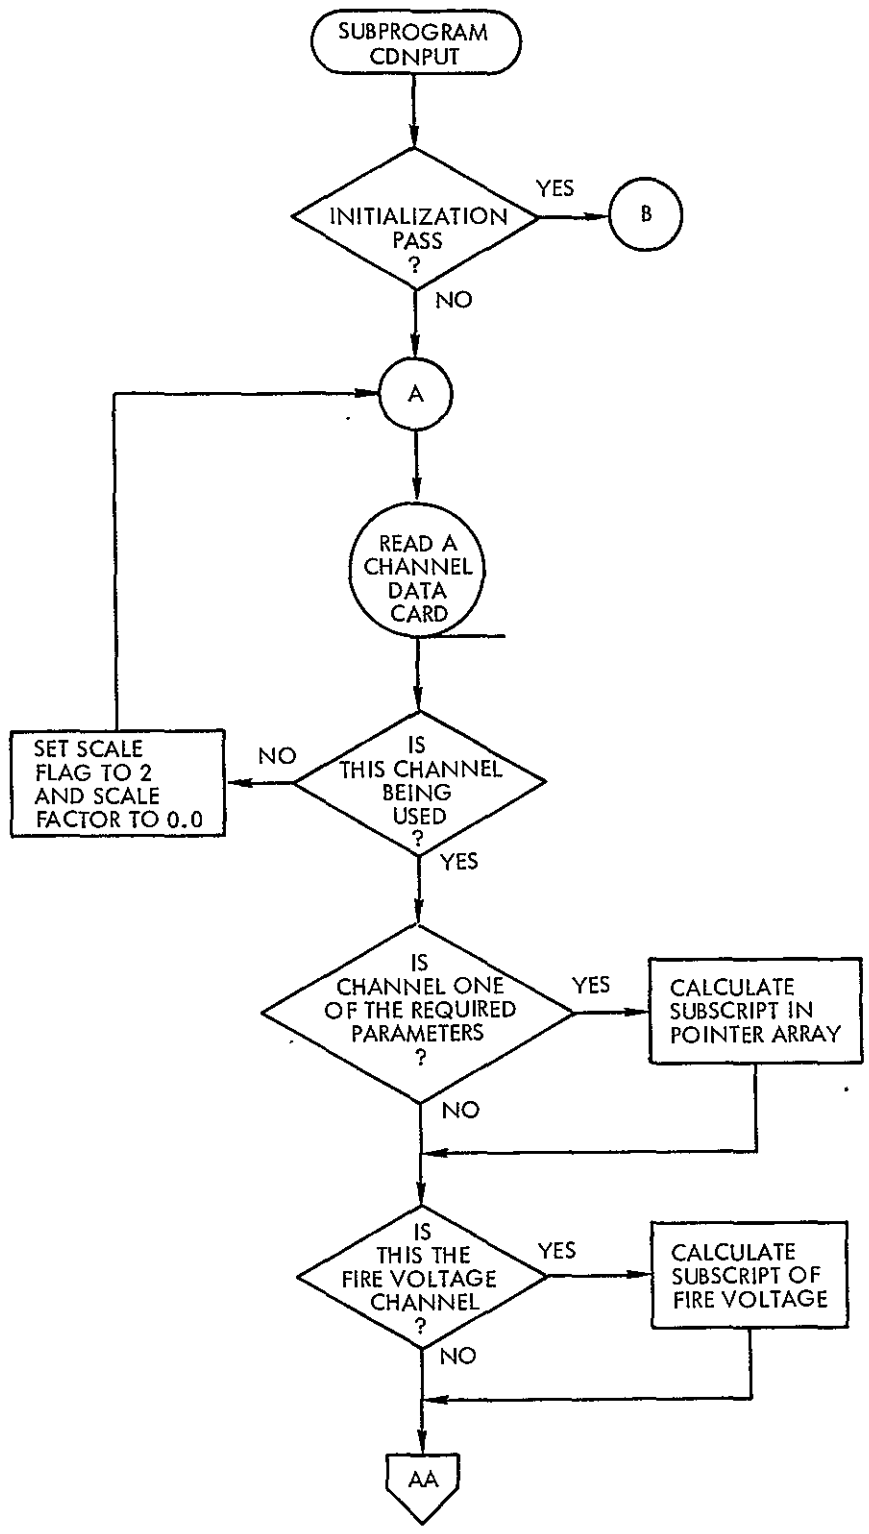 SUBPROGRAM
CDNPUT
INITIALIZATION
PASS
?
YES
B
NO
A
READ A
CHANNEL
DATA
CARD
IS
THIS CHANNEL
BEING
USED
?
NO
SET SCALE
FLAG TO 2
AND SCALE
FACTOR TO 0.0
YES
IS
CHANNEL ONE
OF THE REQUIRED
PARAMETERS
?
YES
CALCULATE
SUBSCRIPT IN
POINTER ARRAY
NO
IS
THIS THE
FIRE VOLTAGE
CHANNEL
?
YES
CALCULATE
SUBSCRIPT OF
FIRE VOLTAGE
NO
AA